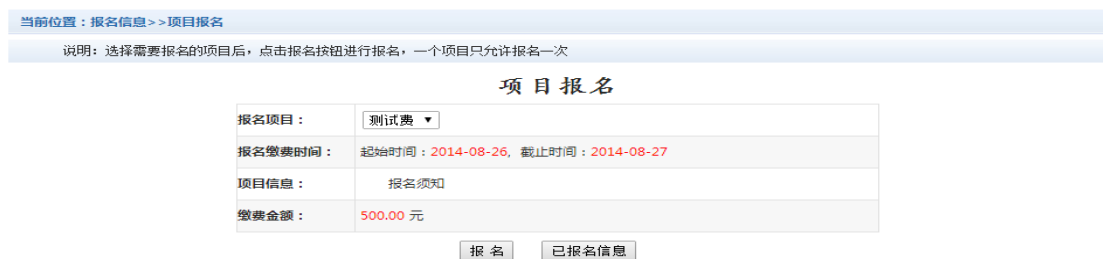 当前位置：报名信息>>项目报名
说明：选择需要报名的项目后，点击报名按钮进行报名，一个项目只允许报名一次
项目报名
报名项目： 测试费 ▼
报名缴费时间： 起始时间：2014-08-26, 截止时间：2014-08-27
项目信息： 报名须知
缴费金额： 500.00 元
报 名 已报名信息